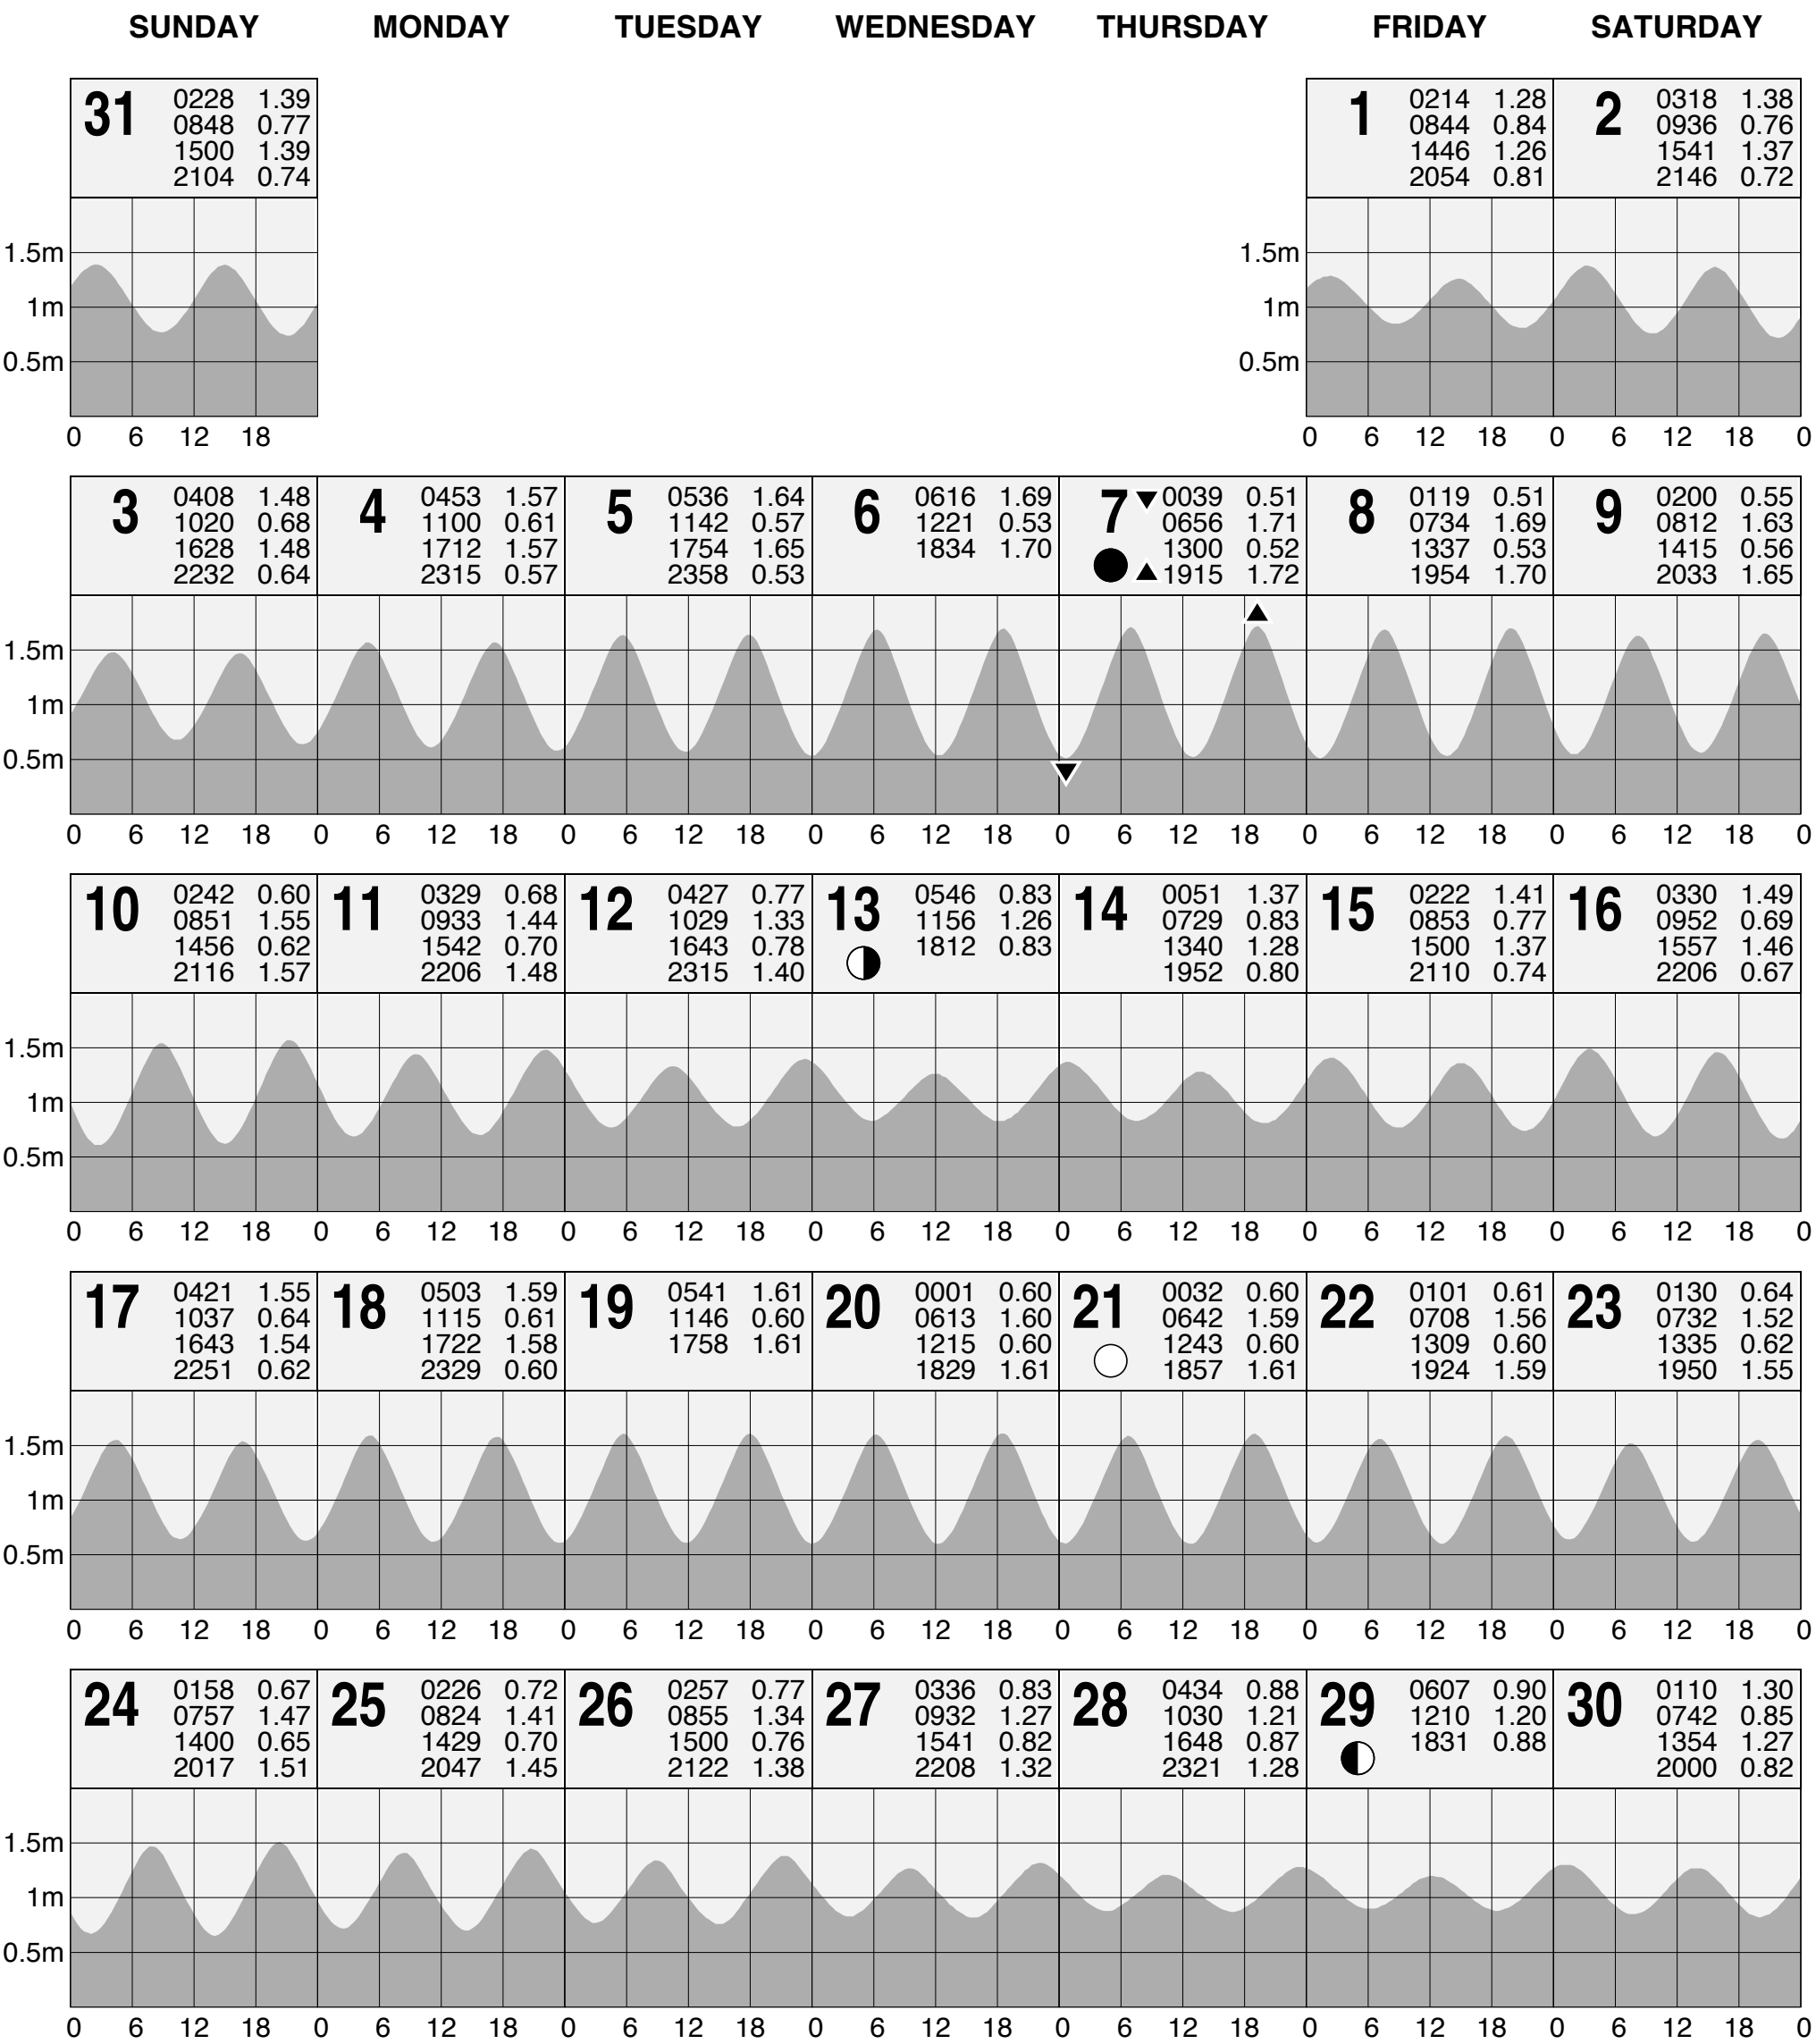 SUNDAY MONDAY TUESDAY WEDNESDAY THURSDAY FRIDAY SATURDAY
31 0228 1.39
0848 0.77
1500 1.39
2104 0.74
1 0214 1.28
0844 0.84
1446 1.26
2054 0.81
2 0318 1.38
0936 0.76
1541 1.37
2146 0.72
1.5m 1.5m
1m 1m
0.5m 0.5m
0 6 12 18 0 6 12 18 0 6 12 18 0
3 0408 1.48
1020 0.68
1628 1.48
2232 0.64
4 0453 1.57
1100 0.61
1712 1.57
2315 0.57
5 0536 1.64
1142 0.57
1754 1.65
2358 0.53
6 0616 1.69
1221 0.53
1834 1.70
7 0039 0.51
0656 1.71
1300 0.52
1915 1.72
8 0119 0.51
0734 1.69
1337 0.53
1954 1.70
9 0200 0.55
0812 1.63
1415 0.56
2033 1.65
1.5m
1m
0.5m
0 6 12 18 0 6 12 18 0 6 12 18 0 6 12 18 0 6 12 18 0 6 12 18 0 6 12 18 0
10 0242 0.60
0851 1.55
1456 0.62
2116 1.57
11 0329 0.68
0933 1.44
1542 0.70
2206 1.48
12 0427 0.77
1029 1.33
1643 0.78
2315 1.40
13 0546 0.83
1156 1.26
1812 0.83
14 0051 1.37
0729 0.83
1340 1.28
1952 0.80
15 0222 1.41
0853 0.77
1500 1.37
2110 0.74
16 0330 1.49
0952 0.69
1557 1.46
2206 0.67
1.5m
1m
0.5m
0 6 12 18 0 6 12 18 0 6 12 18 0 6 12 18 0 6 12 18 0 6 12 18 0 6 12 18 0
17 0421 1.55
1037 0.64
1643 1.54
2251 0.62
18 0503 1.59
1115 0.61
1722 1.58
2329 0.60
19 0541 1.61
1146 0.60
1758 1.61
20 0001 0.60
0613 1.60
1215 0.60
1829 1.61
21 0032 0.60
0642 1.59
1243 0.60
1857 1.61
22 0101 0.61
0708 1.56
1309 0.60
1924 1.59
23 0130 0.64
0732 1.52
1335 0.62
1950 1.55
1.5m
1m
0.5m
0 6 12 18 0 6 12 18 0 6 12 18 0 6 12 18 0 6 12 18 0 6 12 18 0 6 12 18 0
24 0158 0.67
0757 1.47
1400 0.65
2017 1.51
25 0226 0.72
0824 1.41
1429 0.70
2047 1.45
26 0257 0.77
0855 1.34
1500 0.76
2122 1.38
27 0336 0.83
0932 1.27
1541 0.82
2208 1.32
28 0434 0.88
1030 1.21
1648 0.87
2321 1.28
29 0607 0.90
1210 1.20
1831 0.88
30 0110 1.30
0742 0.85
1354 1.27
2000 0.82
1.5m
1m
0.5m
0 6 12 18 0 6 12 18 0 6 12 18 0 6 12 18 0 6 12 18 0 6 12 18 0 6 12 18 0